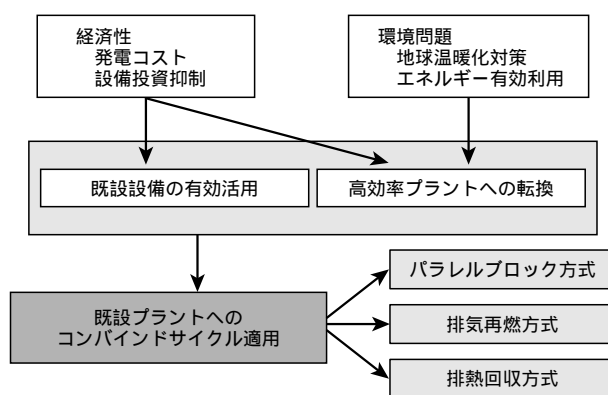 経済性
発電コスト
設備投資抑制
環境問題
地球温暖化対策
エネルギー有効利用
既設設備の有効活用
高効率プラントへの転換
既設プラントへの
コンバインドサイクル適用
パラレルブロック方式
排気再燃方式
排熱回収方式